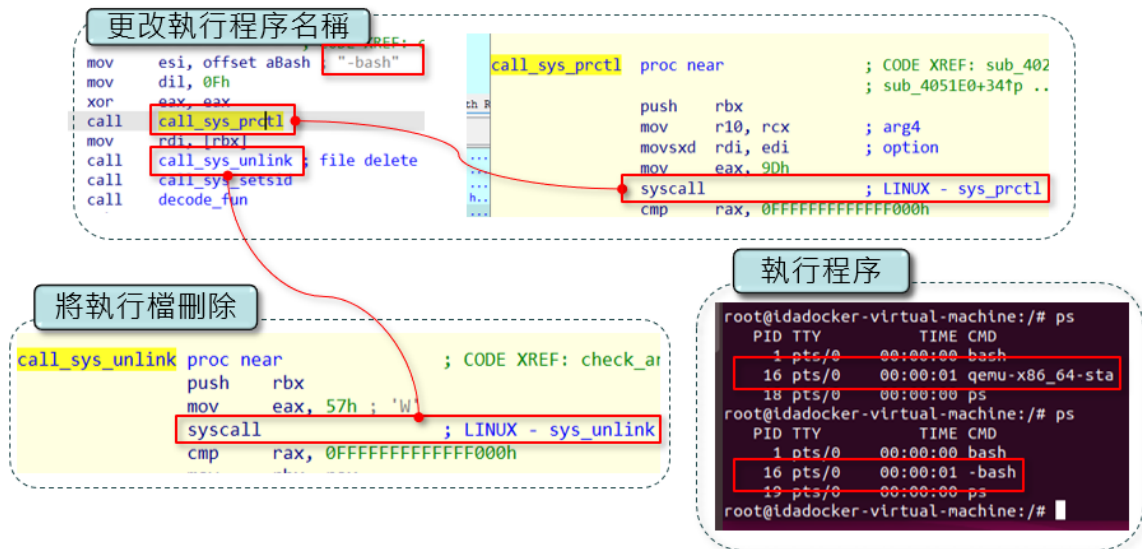 更改執行程序名稱
; CODE XREF: c
mov esi, offset aBash ; "-bash"
mov dil, 0Fh
xor eax, eax
call call_sys_prctl
mov rdi, [rbx]
call call_sys_unlink ; file delete
call call_sys_setsid
call decode_fun
call_sys_prctl proc near ; CODE XREF: sub_402
; sub_4051E0+34↑p ..
push rbx
mov r10, rcx ; arg4
movsxd rdi, edi ; option
mov eax, 9Dh
syscall ; LINUX - sys_prctl
cmp rax, 0FFFFFFFFFFFFF000h
將執行檔刪除
call_sys_unlink proc near ; CODE XREF: check_ar
push rbx
mov eax, 57h ; 'W'
syscall ; LINUX - sys_unlink
cmp rax, 0FFFFFFFFFFFFF000h
執行程序
root@idadocker-virtual-machine:/# ps
PID TTY TIME CMD
1 pts/0 00:00:00 bash
16 pts/0 00:00:01 qemu-x86_64-sta
18 pts/0 00:00:00 ps
root@idadocker-virtual-machine:/# ps
PID TTY TIME CMD
1 pts/0 00:00:00 bash
16 pts/0 00:00:01 -bash
19 pts/0 00:00:00 ps
root@idadocker-virtual-machine:/#